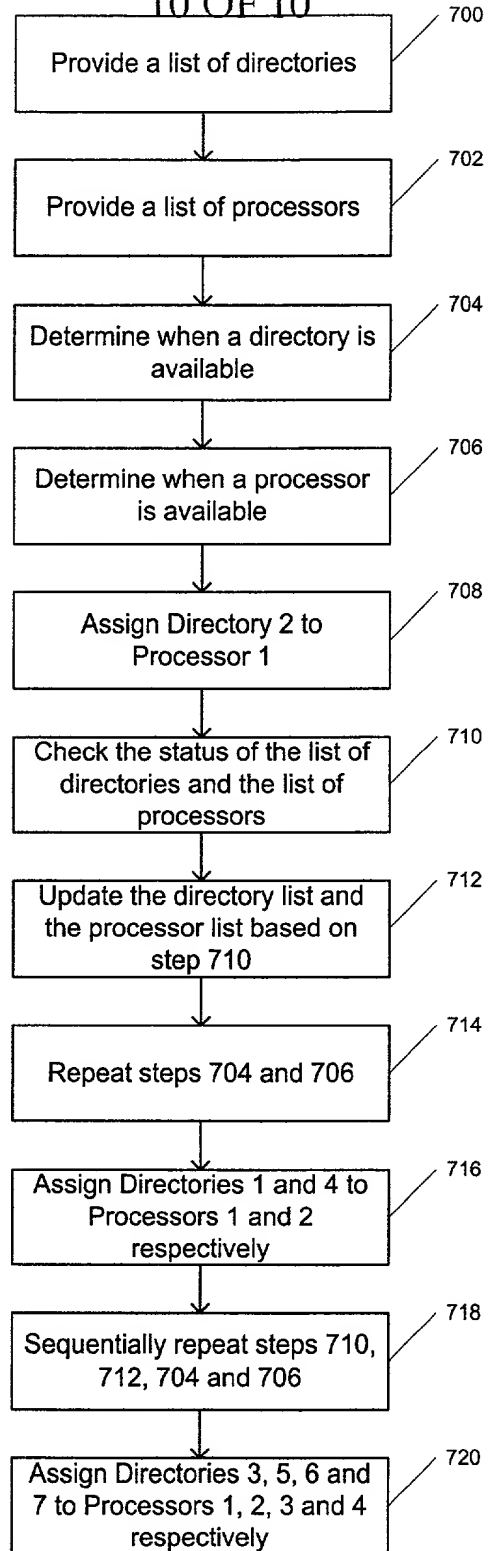 10 OF 10
700
Provide a list of directories
702
Provide a list of processors
704
Determine when a directory is
available
706
Determine when a processor
is available
708
Assign Directory 2 to
Processor 1
710
Check the status of the list of
directories and the list of
processors
712
Update the directory list and
the processor list based on
step 710
714
Repeat steps 704 and 706
716
Assign Directories 1 and 4 to
Processors 1 and 2
respectively
718
Sequentially repeat steps 710,
712, 704 and 706
720
Assign Directories 3, 5, 6 and
7 to Processors 1, 2, 3 and 4
respectively